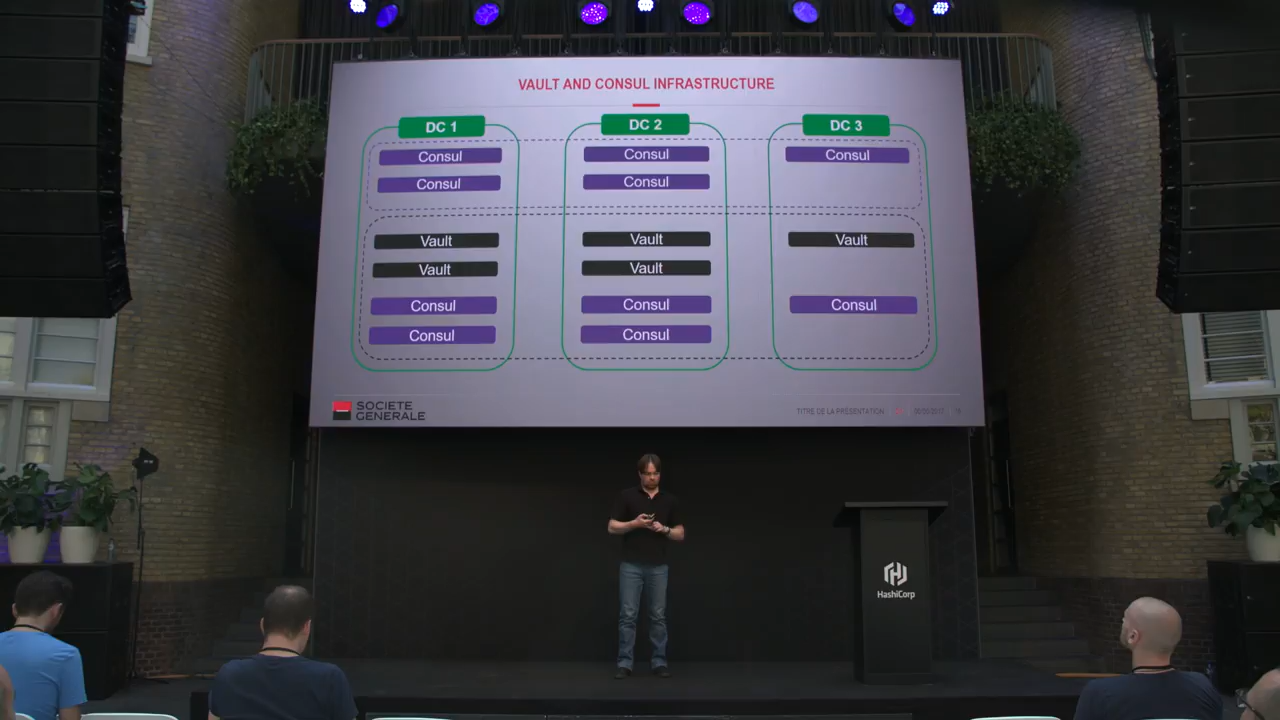 VAULT AND CONSUL INFRASTRUCTURE
DC 1
DC 2
DC 3
Consul
Consul
Consul
Consul
Consul
Vault
Vault
Vault
Vault
Vault
Consul
Consul
Consul
Consul
Consul
SOCIETE
GENERALE
TITRE DE LA PRÉSENTATION
HashiCorp